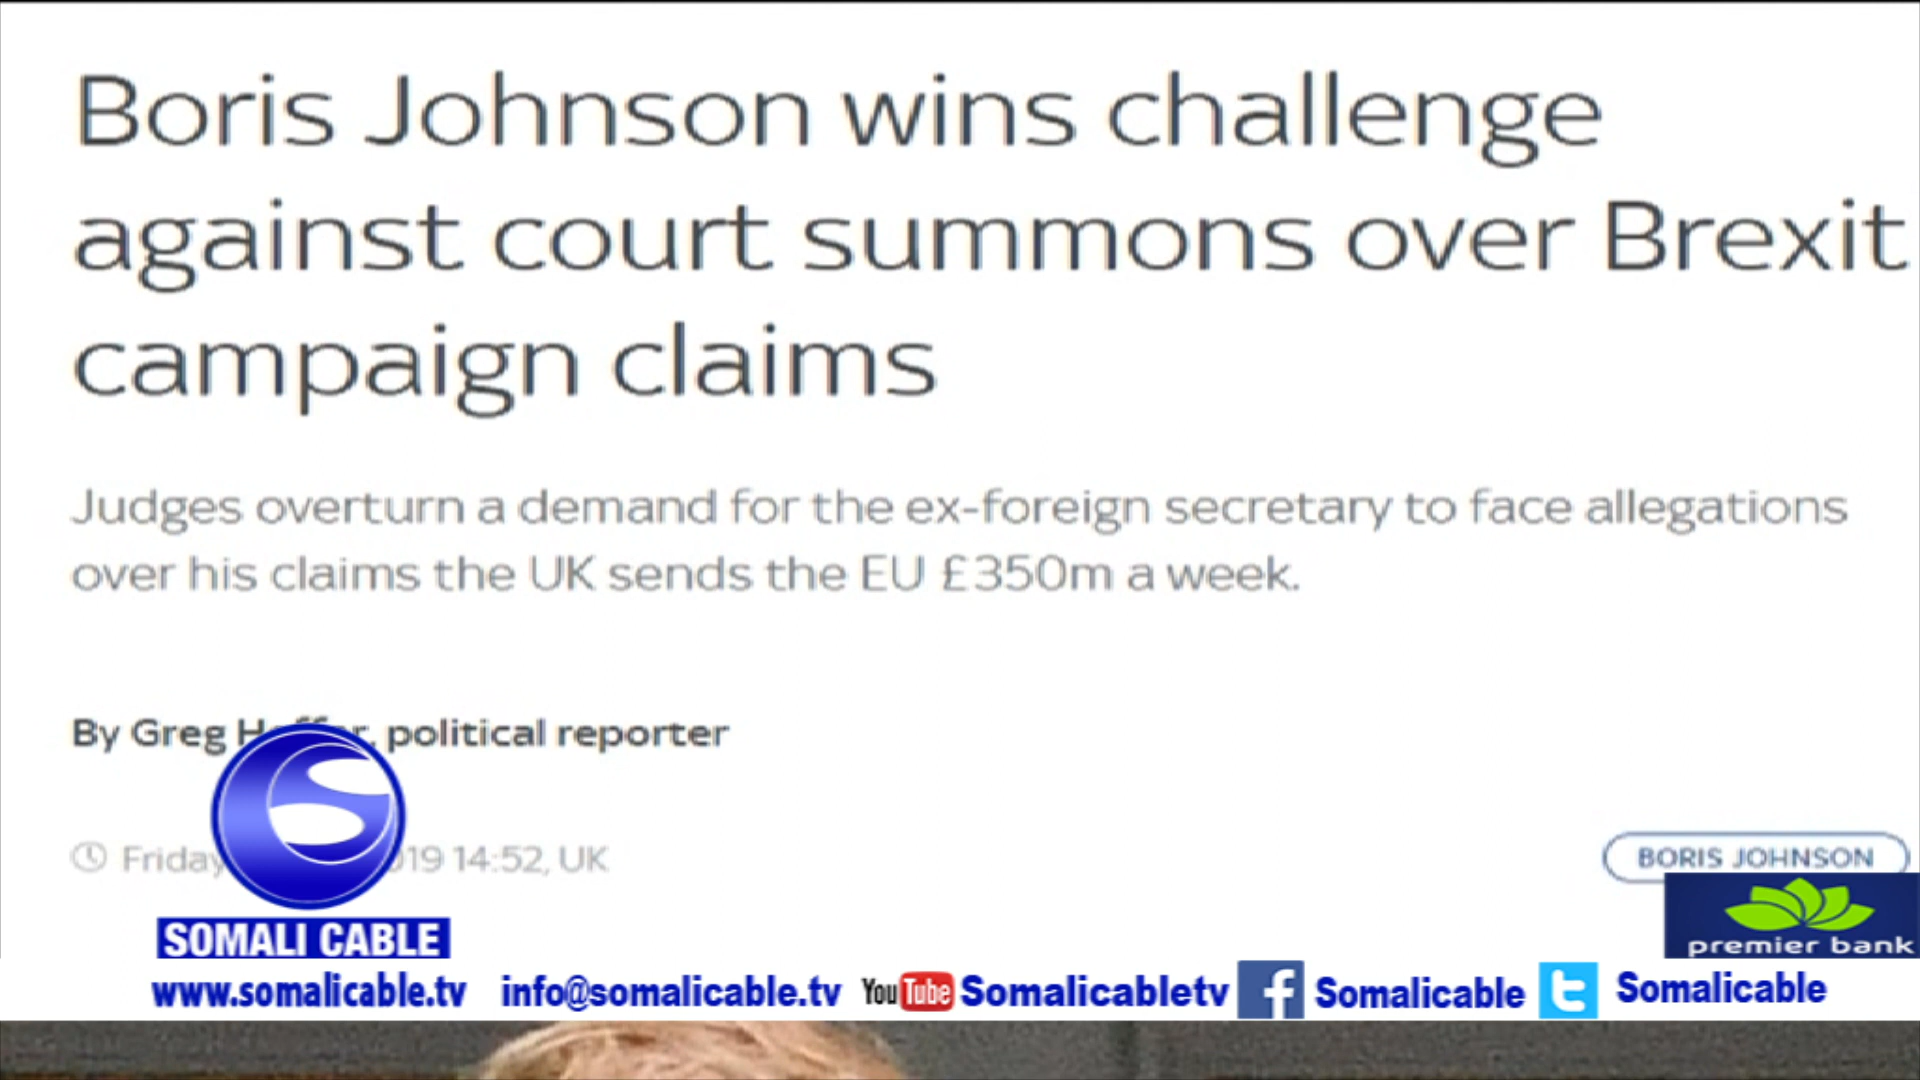 Boris Johnson wins challenge
against court summons over Brexit
campaign claims
Judges overturn a demand for the ex-foreign secretary to face allegations
over his claims the UK sends the EU £350m a week.
By Greg political reporter
Friday 14:52, UK
BORIS JOHNSON
premier bank
SOMALI CABLE
www.somalicable.tv info@somalicable.tv YouTube Somalicabletv f Somalicable t Somalicable